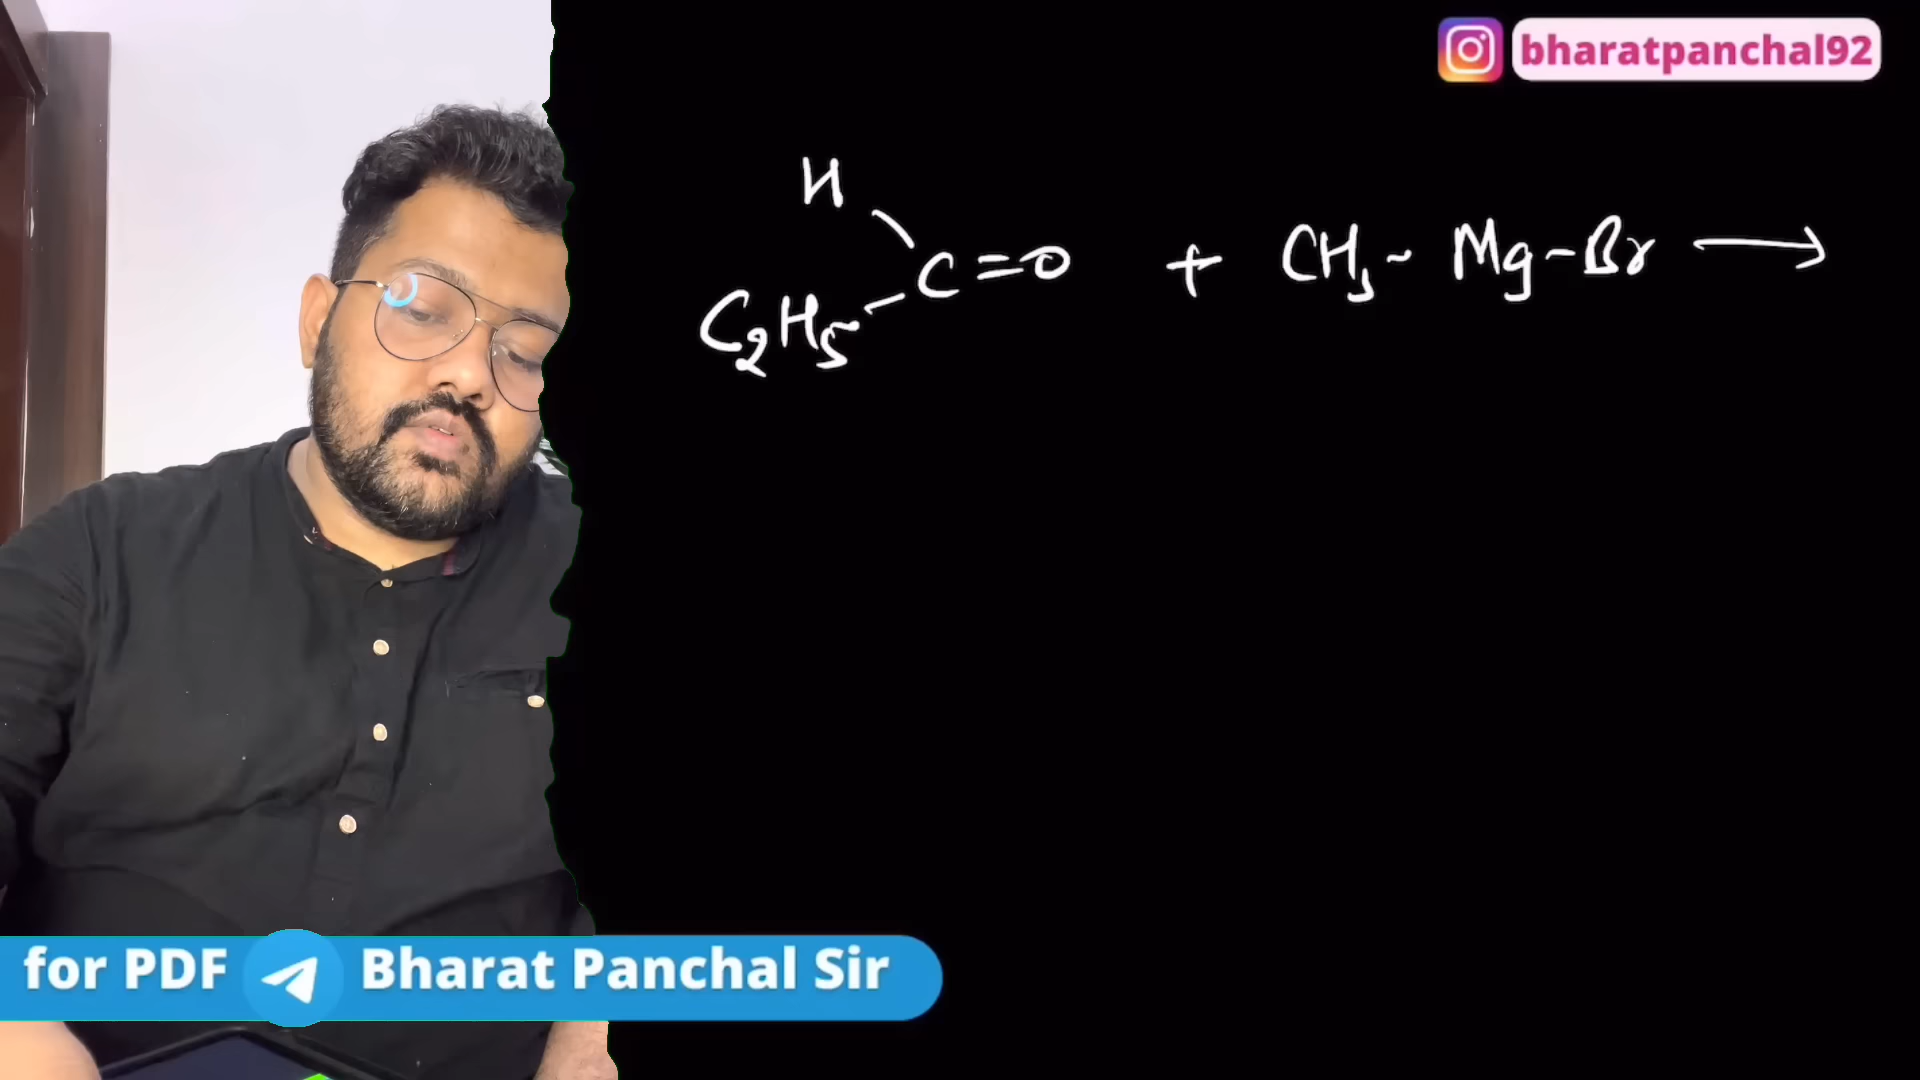 bharatpanchal92
H
C=O + CH3- Mg-Br ⟶
C2H5
for PDF Bharat Panchal Sir